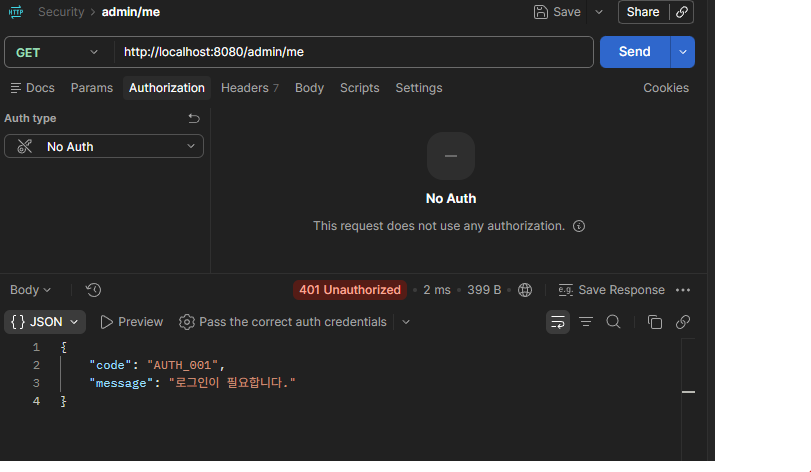 HTTP Security > admin/me Save Share
GET http://localhost:8080/admin/me Send
Docs Params Authorization Headers 7 Body Scripts Settings Cookies
Auth type
No Auth
No Auth
This request does not use any authorization.
Body 401 Unauthorized • 2 ms • 399 B • e.g. Save Response
{} JSON Preview Pass the correct auth credentials
1 {
2 "code": "AUTH_001",
3 "message": "로그인이 필요합니다."
4 }